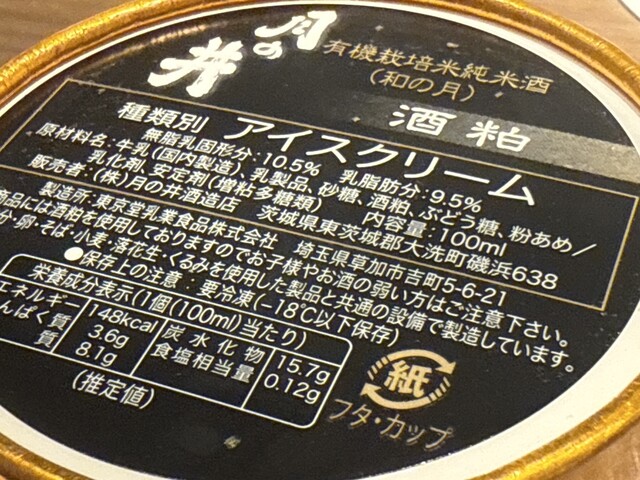 月の井
有機栽培米純米酒
(和の月)
酒粕
種類別 アイスクリーム
無脂乳固形分:10.5% 乳脂肪分:9.5%
原材料名:牛乳(国内製造)、乳製品、砂糖、酒粕、ぶどう糖、粉あめ/
乳化剤、安定剤(増粘多糖類) 内容量:100ml
販売者:(株)月の井酒造店 茨城県東茨城郡大洗町磯浜638
製造所:東京堂乳業食品株式会社 埼玉県草加市吉町5-6-21
商品には酒粕を使用しておりますのでお子様やお酒の弱い方はご注意下さい。
分・卵・そば・小麦・落花生・くるみを使用した製品と共通の設備で製造しています。
●保存上の注意:要冷凍(-18℃以下保存)
栄養成分表示(1個(100ml)当たり)
エネルギ 148kcal 炭水化物 15.7g
んぱく質 3.6g 食塩相当量 0.12g
質 8.1g
(推定値)
紙
フタ・カップ